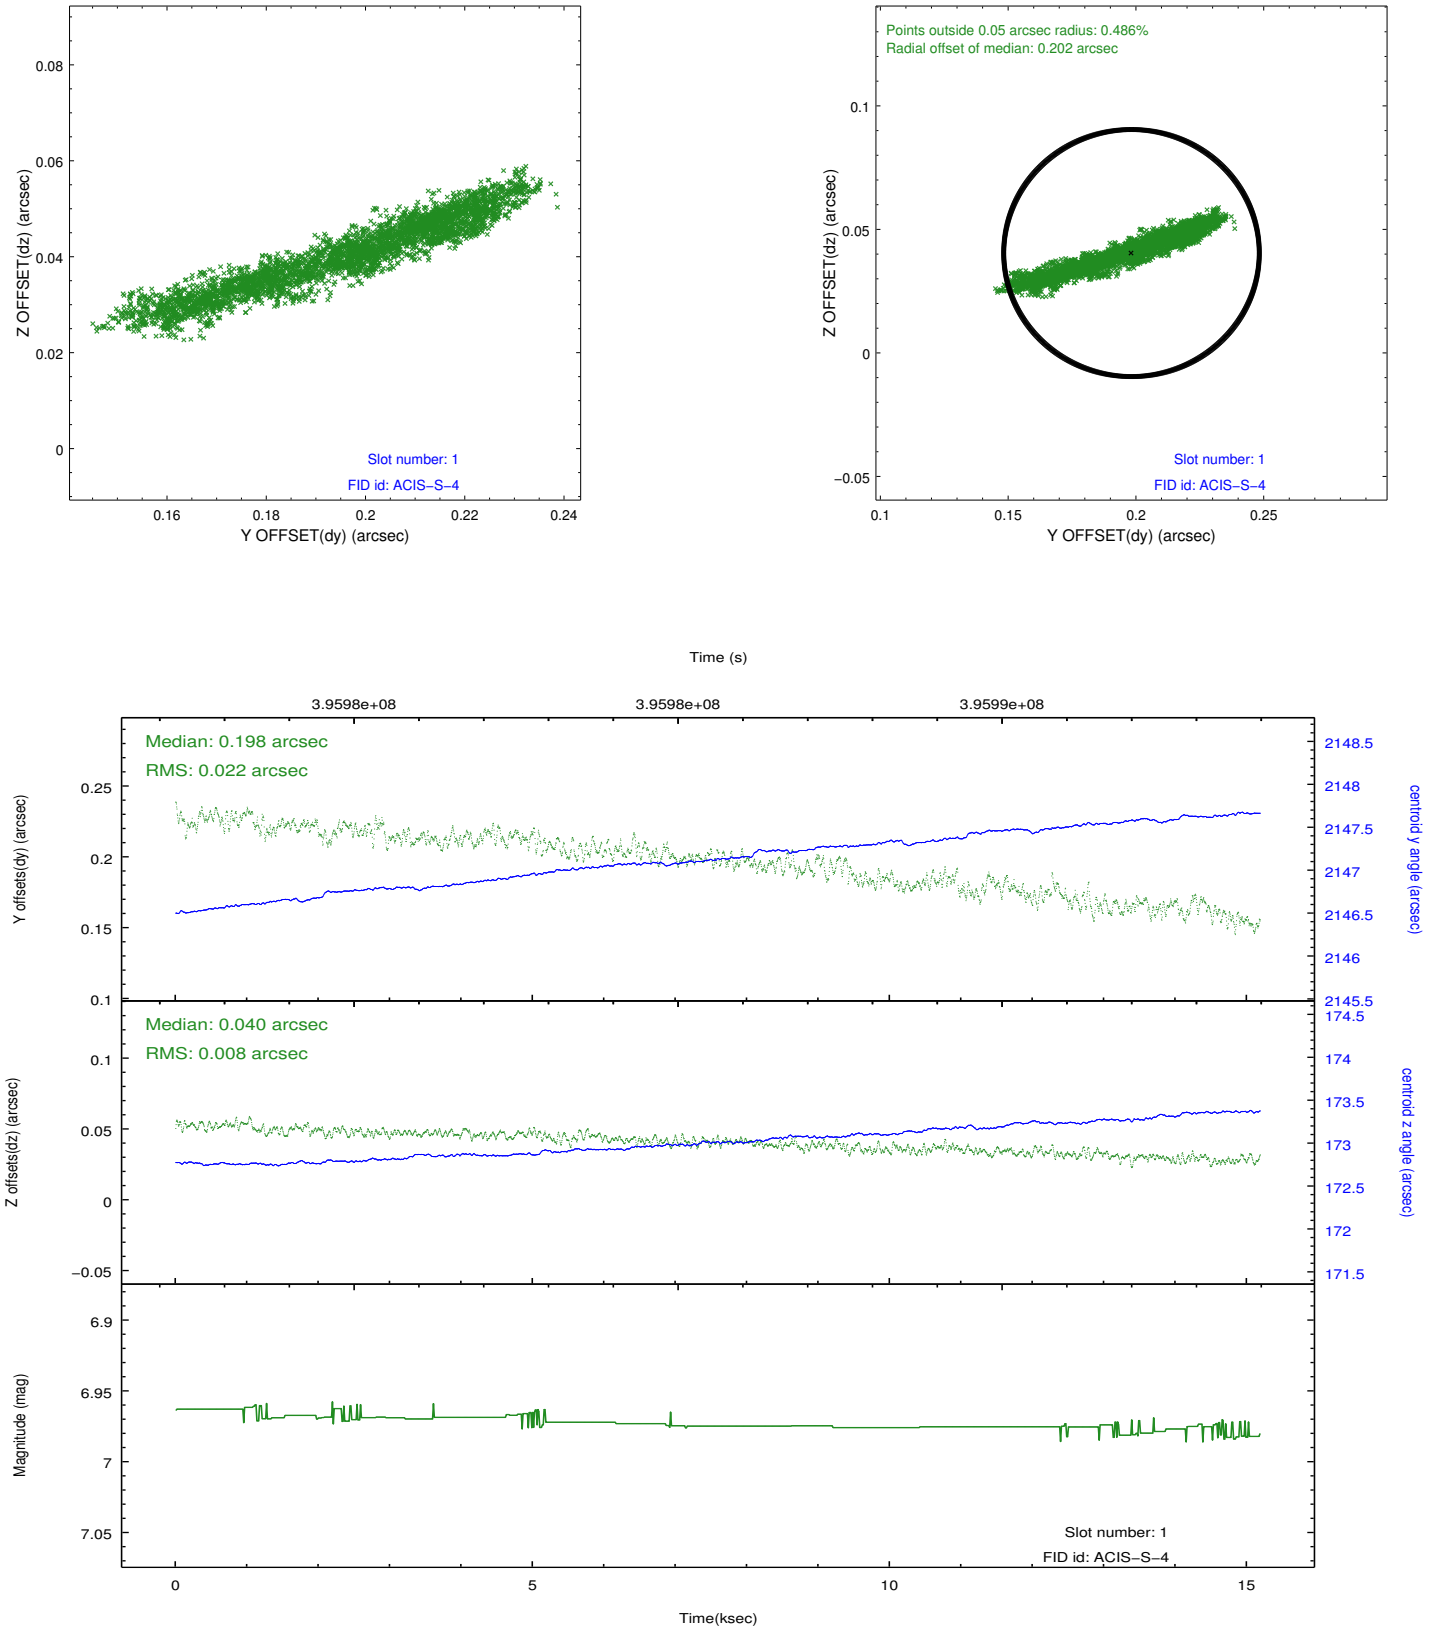 0.08
0.06
0.04
0.02
0
0.16
0.18
0.2
0.22
0.24
Z OFFSET(dz) (arcsec)
Y OFFSET(dy) (arcsec)
Slot number: 1
FID id: ACIS−S−4
Points outside 0.05 arcsec radius: 0.486%
Radial offset of median: 0.202 arcsec
0.1
0.05
0
−0.05
0.1
0.15
0.2
0.25
Z OFFSET(dz) (arcsec)
Y OFFSET(dy) (arcsec)
Slot number: 1
FID id: ACIS−S−4
Time (s)
3.9598e+08
3.9598e+08
3.9599e+08
Median: 0.198 arcsec
RMS: 0.022 arcsec
0.25
0.2
0.15
0.1
Y offsets(dy) (arcsec)
2148.5
2148
2147.5
2147
2146.5
2146
2145.5
centroid y angle (arcsec)
Median: 0.040 arcsec
RMS: 0.008 arcsec
0.1
0.05
0
−0.05
Z offsets(dz) (arcsec)
174.5
174
173.5
173
172.5
172
171.5
centroid z angle (arcsec)
6.9
6.95
7
7.05
Magnitude (mag)
Slot number: 1
FID id: ACIS−S−4
0
5
10
15
Time(ksec)